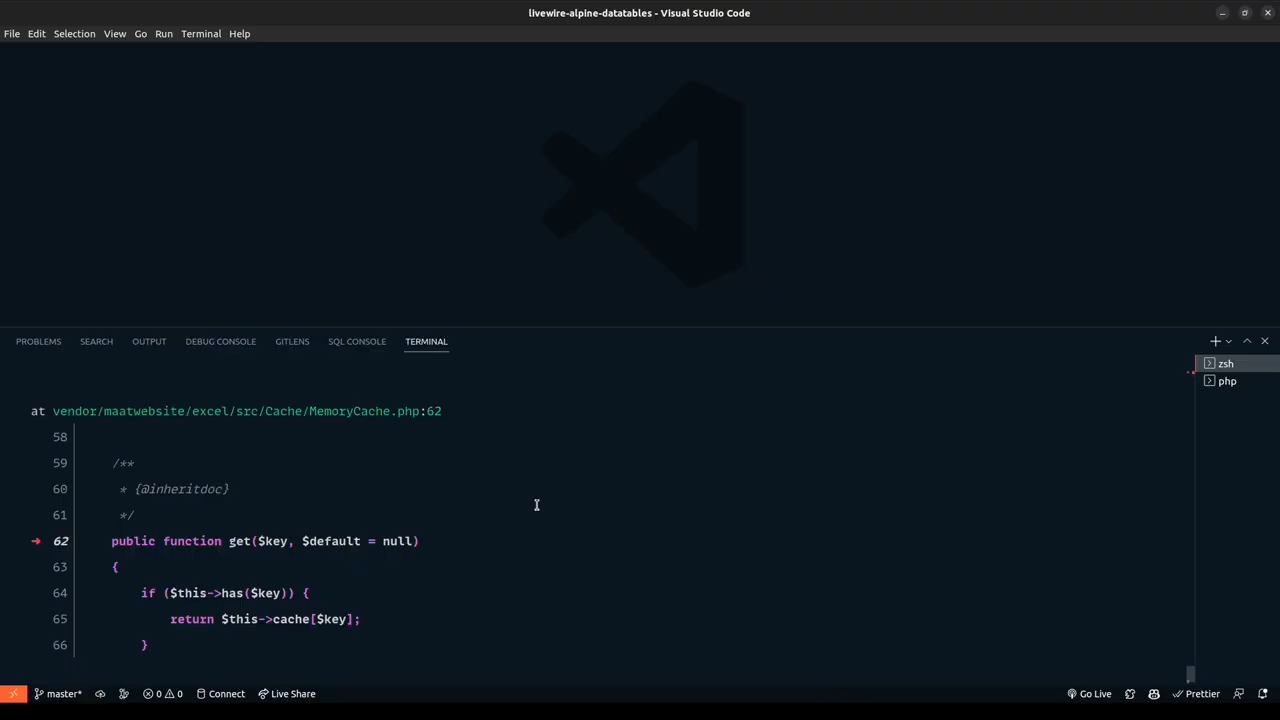 livewire-alpine-datatables - Visual Studio Code
File Edit Selection View Go Run Terminal Help
PROBLEMS SEARCH OUTPUT DEBUG CONSOLE GITLENS SQL CONSOLE TERMINAL
zsh
php
at vendor/maatwebsite/excel/src/Cache/MemoryCache.php:62
58
59 /**
60 * {@inheritdoc}
61 */
➜ 62 public function get($key, $default = null)
63 {
64 if ($this->has($key)) {
65 return $this->cache[$key];
66 }
master* 0 0 Connect Live Share Go Live Prettier